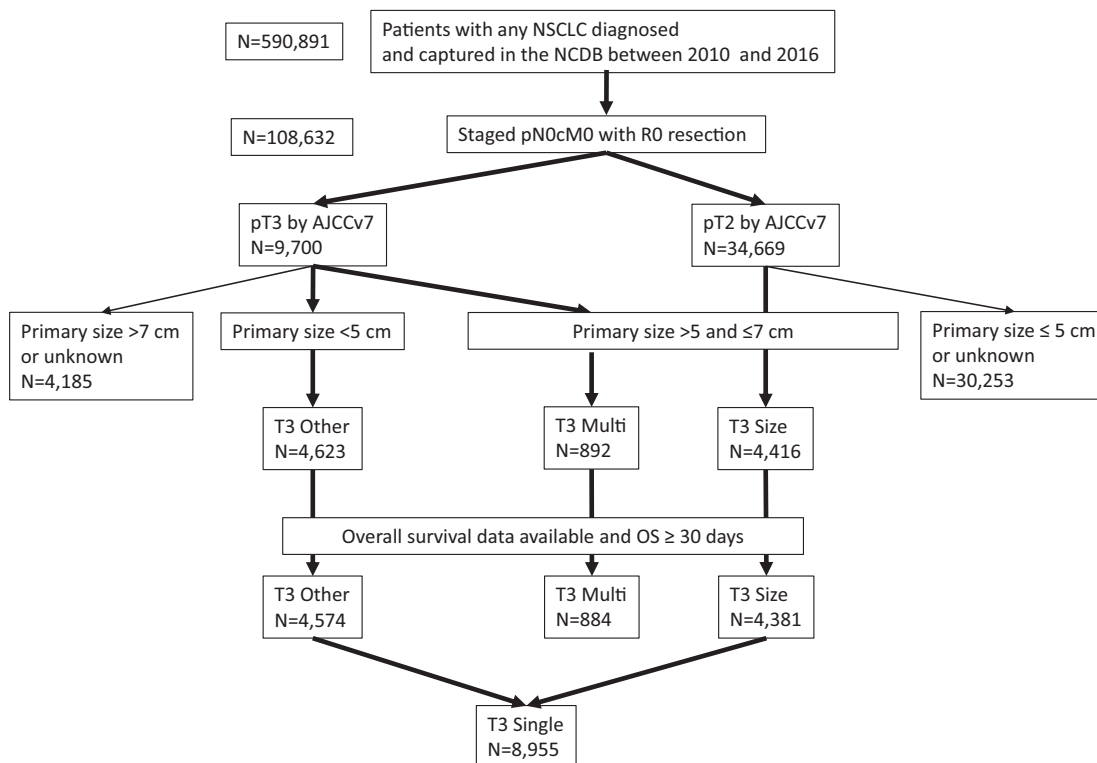 N=590,891
Patients with any NSCLC diagnosed
and captured in the NCDB between 2010 and 2016
N=108,632
Staged pN0cM0 with R0 resection
pT3 by AJCCv7
N=9,700
pT2 by AJCCv7
N=34,669
Primary size >7 cm
or unknown
N=4,185
Primary size <5 cm
Primary size >5 and ≤7 cm
Primary size ≤ 5 cm
or unknown
N=30,253
T3 Other
N=4,623
T3 Multi
N=892
T3 Size
N=4,416
Overall survival data available and OS ≥ 30 days
T3 Other
N=4,574
T3 Multi
N=884
T3 Size
N=4,381
T3 Single
N=8,955